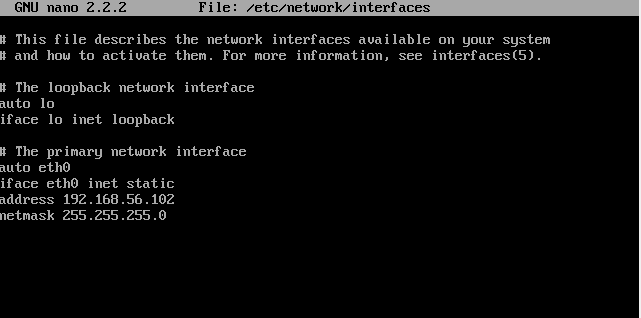 GNU nano 2.2.2 File: /etc/network/interfaces
# This file describes the network interfaces available on your system
# and how to activate them. For more information, see interfaces(5).
# The loopback network interface
auto lo
iface lo inet loopback
# The primary network interface
auto eth0
iface eth0 inet static
address 192.168.56.102
netmask 255.255.255.0